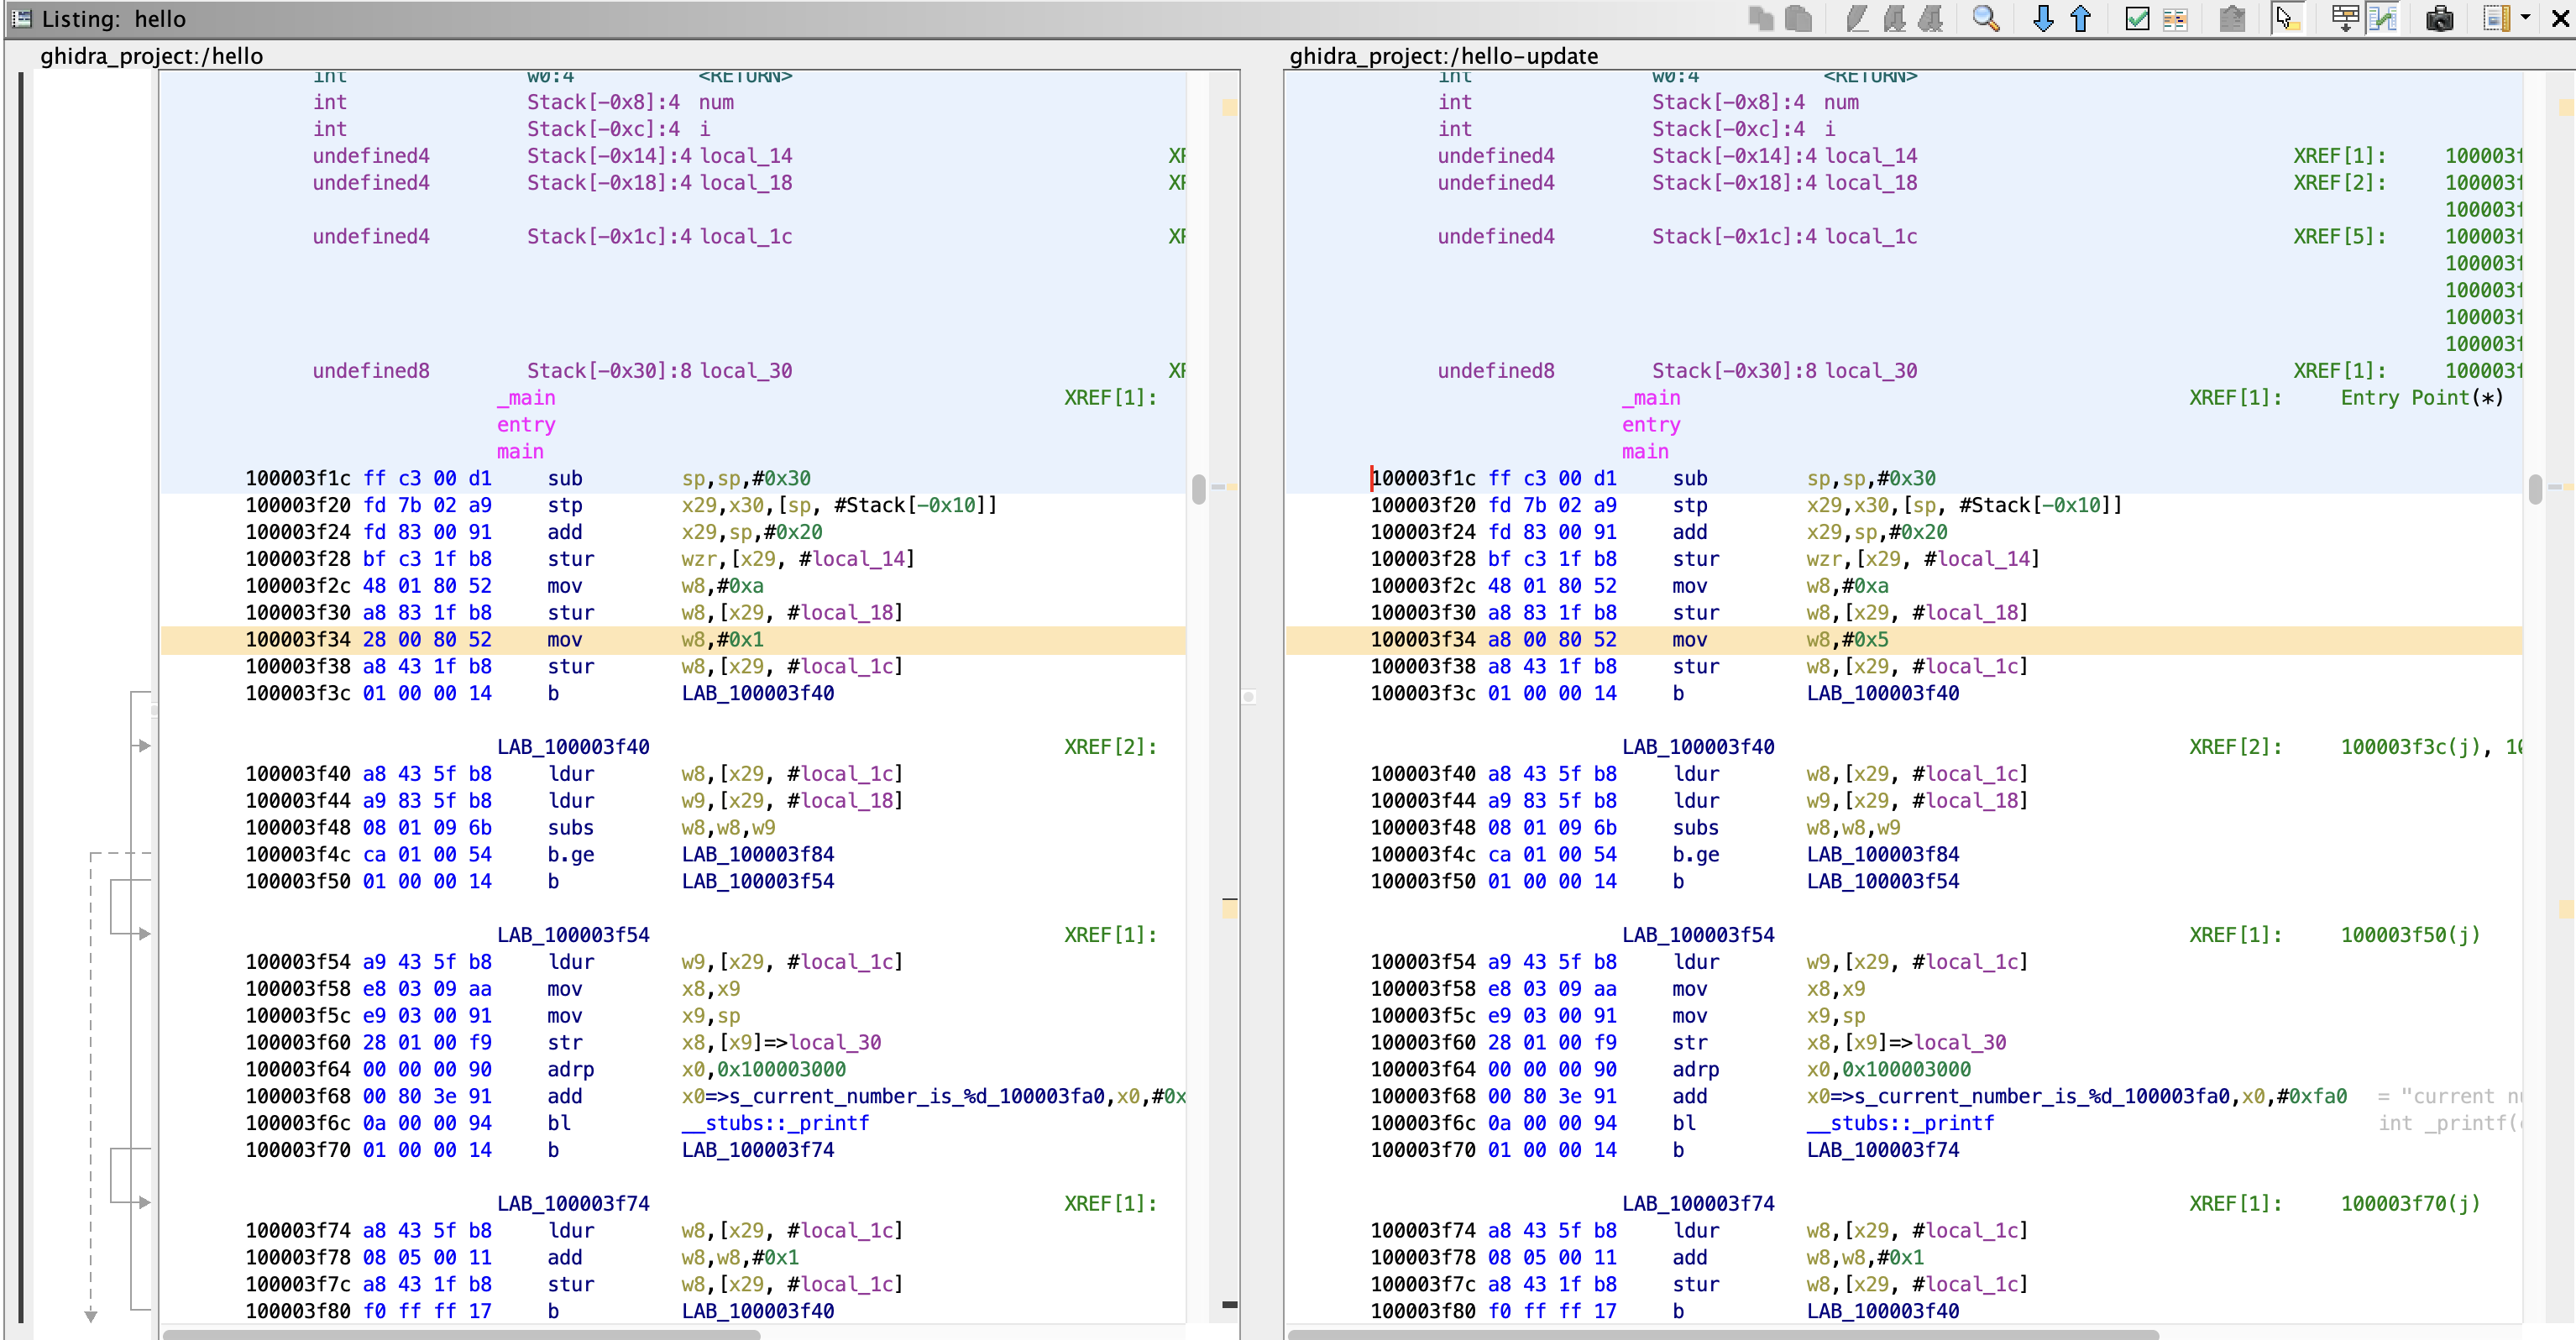 Listing: hello
ghidra_project:/hello
int w0:4 <RETURN>
int Stack[-0x8]:4 num
int Stack[-0xc]:4 i
undefined4 Stack[-0x14]:4 local_14
undefined4 Stack[-0x18]:4 local_18
undefined4 Stack[-0x1c]:4 local_1c
undefined8 Stack[-0x30]:8 local_30
_main XREF[1]:
entry
main
100003f1c ff c3 00 d1 sub sp,sp,#0x30
100003f20 fd 7b 02 a9 stp x29,x30,[sp, #Stack[-0x10]]
100003f24 fd 83 00 91 add x29,sp,#0x20
100003f28 bf c3 1f b8 stur wzr,[x29, #local_14]
100003f2c 48 01 80 52 mov w8,#0xa
100003f30 a8 83 1f b8 stur w8,[x29, #local_18]
100003f34 28 00 80 52 mov w8,#0x1
100003f38 a8 43 1f b8 stur w8,[x29, #local_1c]
100003f3c 01 00 00 14 b LAB_100003f40
LAB_100003f40 XREF[2]:
100003f40 a8 43 5f b8 ldur w8,[x29, #local_1c]
100003f44 a9 83 5f b8 ldur w9,[x29, #local_18]
100003f48 08 01 09 6b subs w8,w8,w9
100003f4c ca 01 00 54 b.ge LAB_100003f84
100003f50 01 00 00 14 b LAB_100003f54
LAB_100003f54 XREF[1]:
100003f54 a9 43 5f b8 ldur w9,[x29, #local_1c]
100003f58 e8 03 09 aa mov x8,x9
100003f5c e9 03 00 91 mov x9,sp
100003f60 28 01 00 f9 str x8,[x9]=>local_30
100003f64 00 00 00 90 adrp x0,0x100003000
100003f68 00 80 3e 91 add x0=>s_current_number_is_%d_100003fa0,x0,#0x
100003f6c 0a 00 00 94 bl __stubs::_printf
100003f70 01 00 00 14 b LAB_100003f74
LAB_100003f74 XREF[1]:
100003f74 a8 43 5f b8 ldur w8,[x29, #local_1c]
100003f78 08 05 00 11 add w8,w8,#0x1
100003f7c a8 43 1f b8 stur w8,[x29, #local_1c]
100003f80 f0 ff ff 17 b LAB_100003f40
ghidra_project:/hello-update
int w0:4 <RETURN>
int Stack[-0x8]:4 num
int Stack[-0xc]:4 i
undefined4 Stack[-0x14]:4 local_14 XREF[1]: 100003f
undefined4 Stack[-0x18]:4 local_18 XREF[2]: 100003f
100003f
undefined4 Stack[-0x1c]:4 local_1c XREF[5]: 100003f
100003f
100003f
100003f
100003f
undefined8 Stack[-0x30]:8 local_30 XREF[1]: 100003f
_main XREF[1]: Entry Point(*)
entry
main
100003f1c ff c3 00 d1 sub sp,sp,#0x30
100003f20 fd 7b 02 a9 stp x29,x30,[sp, #Stack[-0x10]]
100003f24 fd 83 00 91 add x29,sp,#0x20
100003f28 bf c3 1f b8 stur wzr,[x29, #local_14]
100003f2c 48 01 80 52 mov w8,#0xa
100003f30 a8 83 1f b8 stur w8,[x29, #local_18]
100003f34 a8 00 80 52 mov w8,#0x5
100003f38 a8 43 1f b8 stur w8,[x29, #local_1c]
100003f3c 01 00 00 14 b LAB_100003f40
LAB_100003f40 XREF[2]: 100003f3c(j), 10
100003f40 a8 43 5f b8 ldur w8,[x29, #local_1c]
100003f44 a9 83 5f b8 ldur w9,[x29, #local_18]
100003f48 08 01 09 6b subs w8,w8,w9
100003f4c ca 01 00 54 b.ge LAB_100003f84
100003f50 01 00 00 14 b LAB_100003f54
LAB_100003f54 XREF[1]: 100003f50(j)
100003f54 a9 43 5f b8 ldur w9,[x29, #local_1c]
100003f58 e8 03 09 aa mov x8,x9
100003f5c e9 03 00 91 mov x9,sp
100003f60 28 01 00 f9 str x8,[x9]=>local_30
100003f64 00 00 00 90 adrp x0,0x100003000
100003f68 00 80 3e 91 add x0=>s_current_number_is_%d_100003fa0,x0,#0xfa0 = "current
100003f6c 0a 00 00 94 bl __stubs::_printf int _printf(
100003f70 01 00 00 14 b LAB_100003f74
LAB_100003f74 XREF[1]: 100003f70(j)
100003f74 a8 43 5f b8 ldur w8,[x29, #local_1c]
100003f78 08 05 00 11 add w8,w8,#0x1
100003f7c a8 43 1f b8 stur w8,[x29, #local_1c]
100003f80 f0 ff ff 17 b LAB_100003f40